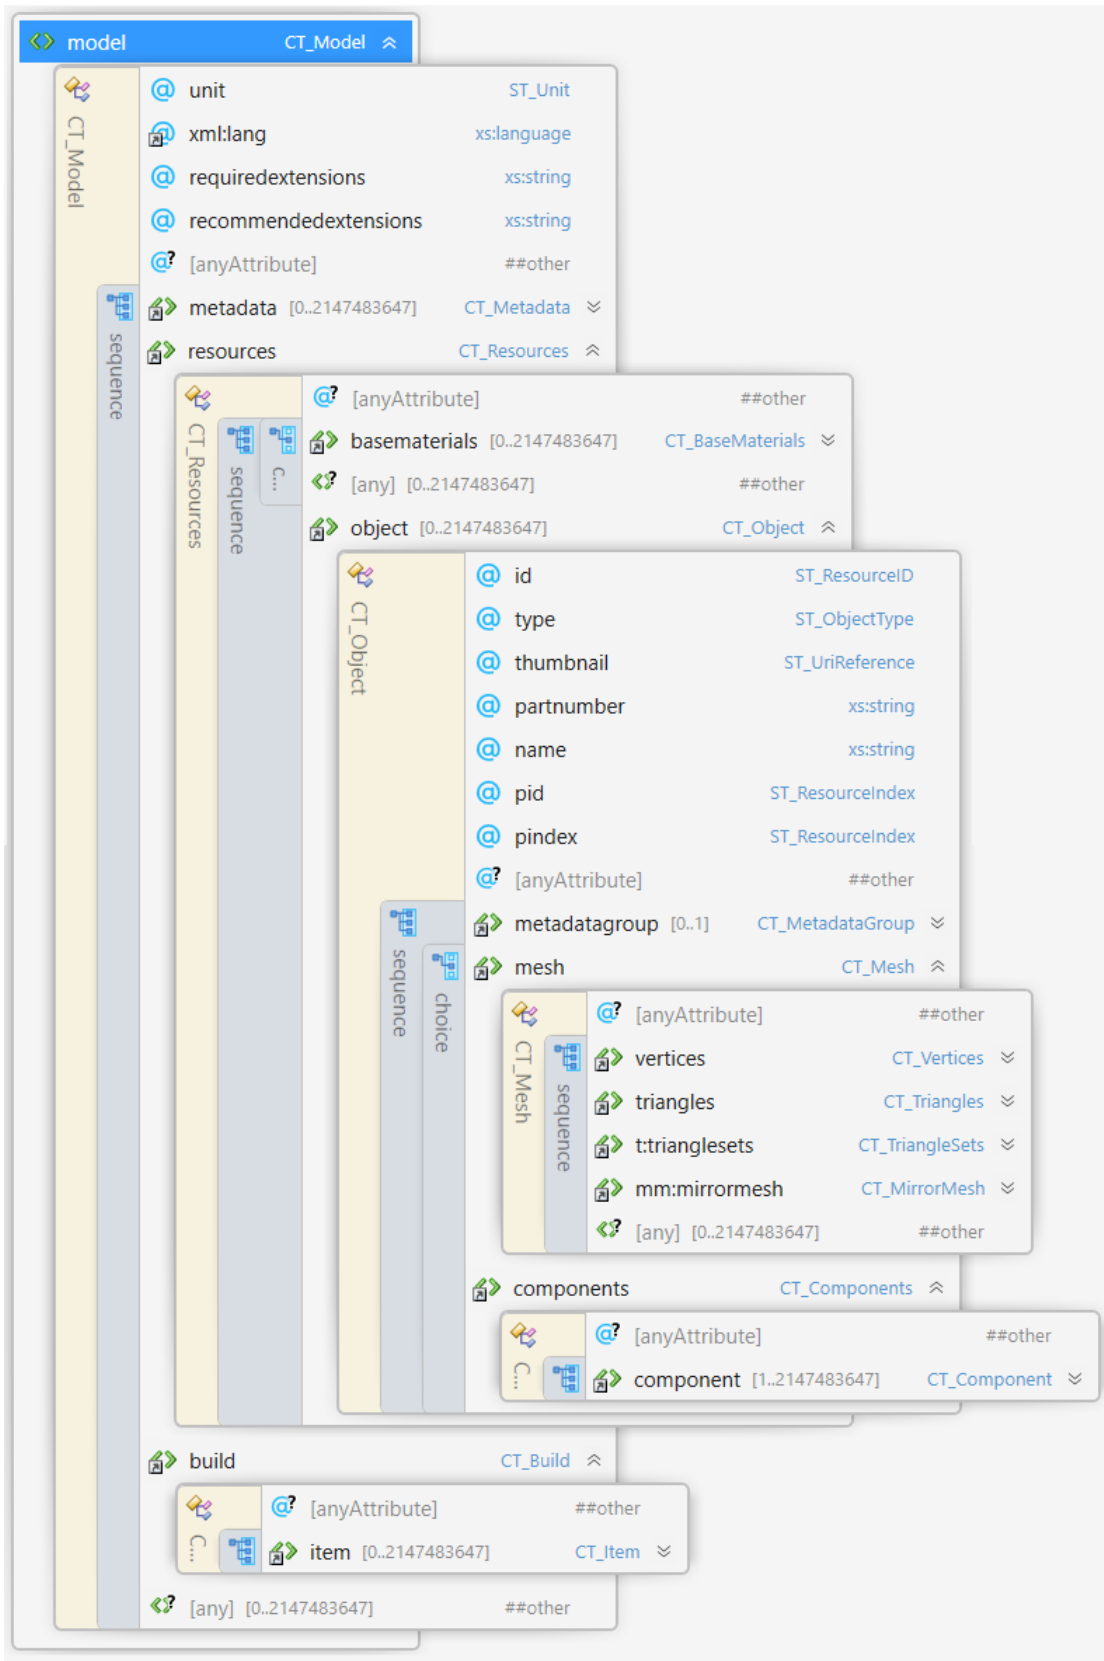 model CT_Model
CT_Model
unit ST_Unit
xml:lang xs:language
requiredextensions xs:string
recommendedextensions xs:string
[anyAttribute] ##other
sequence
metadata [0..2147483647] CT_Metadata
resources CT_Resources
CT_Resources
[anyAttribute] ##other
sequence
c...
basematerials [0..2147483647] CT_BaseMaterials
[any] [0..2147483647] ##other
object [0..2147483647] CT_Object
CT_Object
id ST_ResourceID
type ST_ObjectType
thumbnail ST_UriReference
partnumber xs:string
name xs:string
pid ST_ResourceIndex
pindex ST_ResourceIndex
[anyAttribute] ##other
sequence
metadatagroup [0..1] CT_MetadataGroup
choice
mesh CT_Mesh
CT_Mesh
[anyAttribute] ##other
sequence
vertices CT_Vertices
triangles CT_Triangles
t:trianglesets CT_TriangleSets
mm:mirrormesh CT_MirrorMesh
[any] [0..2147483647] ##other
components CT_Components
C...
[anyAttribute] ##other
component [1..2147483647] CT_Component
build CT_Build
C...
[anyAttribute] ##other
item [0..2147483647] CT_Item
[any] [0..2147483647] ##other